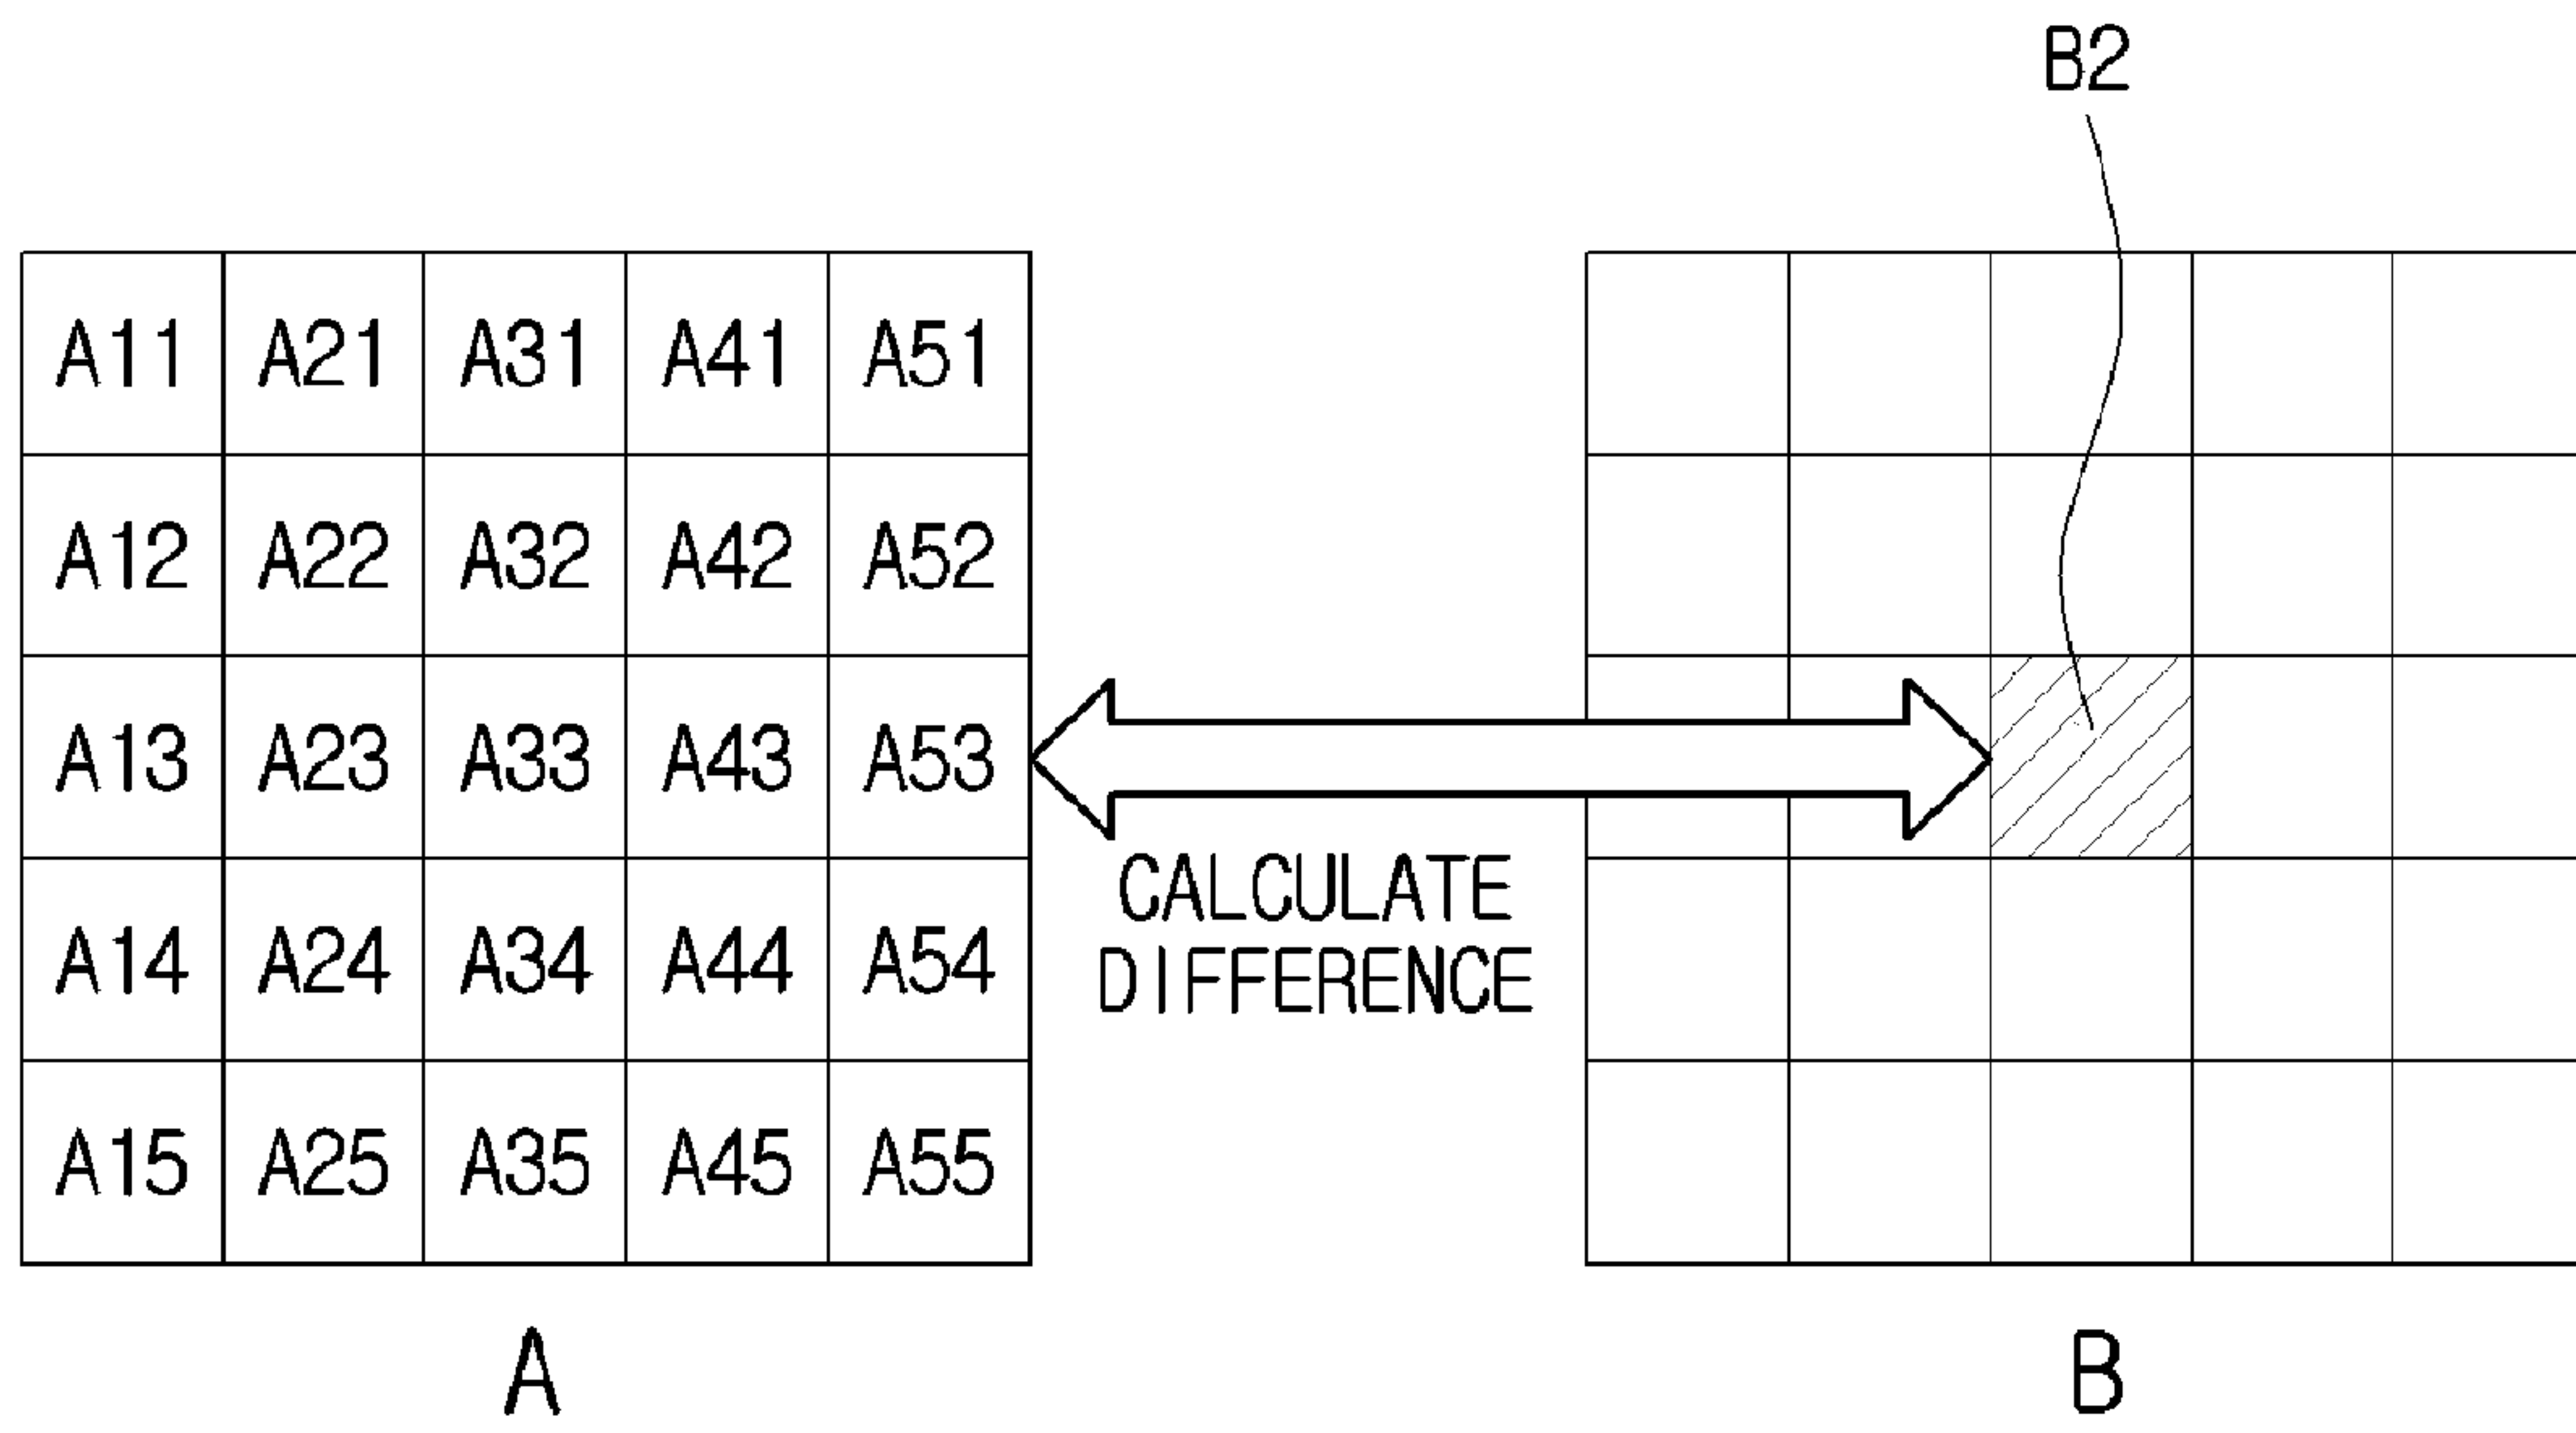 B2
A11 A21 A31 A41 A51
A12 A22 A32 A42 A52
A13 A23 A33 A43 A53
A14 A24 A34 A44 A54
A15 A25 A35 A45 A55
CALCULATE
DIFFERENCE
A B